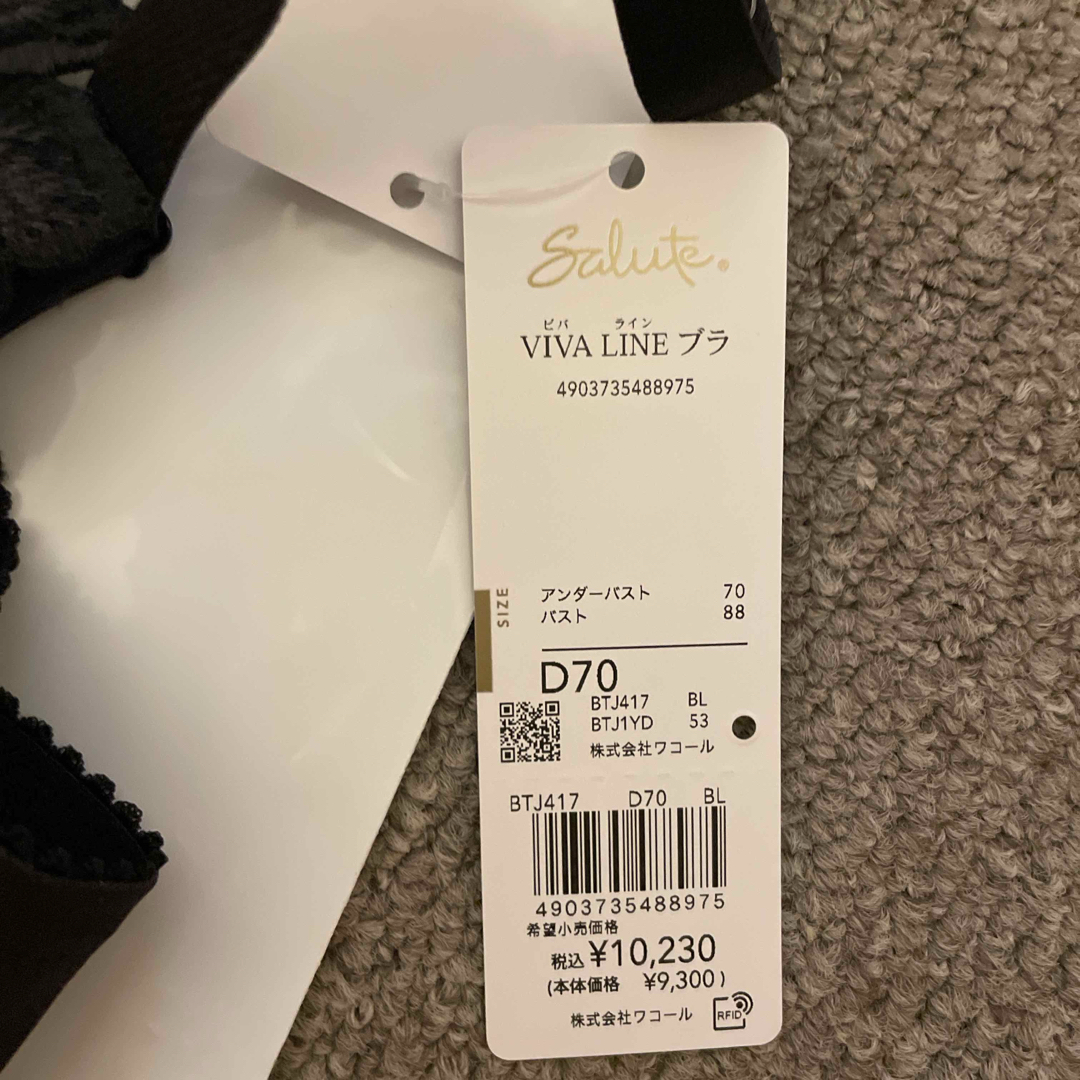 Salute®
ビバ ライン
VIVA LINE ブラ
4903735488975
SIZE
アンダーバスト 70
バスト 88
D70
BTJ417 BL
BTJ1YD 53
株式会社ワコール
BTJ417 D70 BL
4903735488975
希望小売価格
税込 ¥10,230
(本体価格 ¥9,300)
株式会社ワコール
RFID